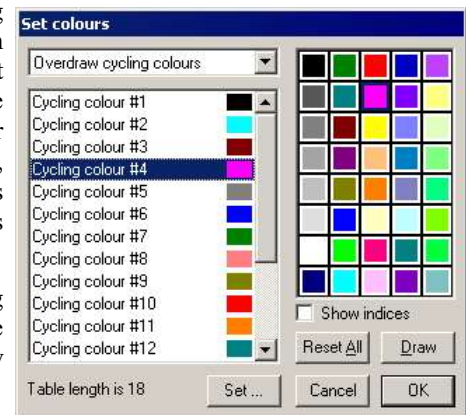 Set colours
Overdraw cycling colours
Cycling colour #1
Cycling colour #2
Cycling colour #3
Cycling colour #4
Cycling colour #5
Cycling colour #6
Cycling colour #7
Cycling colour #8
Cycling colour #9
Cycling colour #10
Cycling colour #11
Cycling colour #12
Show indices
Reset All
Draw
Table length is 18
Set ...
Cancel
OK